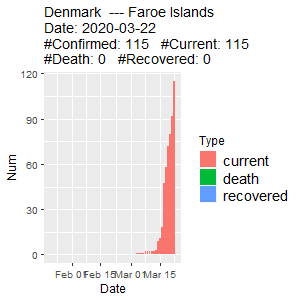 Denmark  --- Faroe Islands
Date: 2020-03-22
#Confirmed: 115   #Current: 115
#Death: 0   #Recovered: 0
120
90
60
30
0
Num
Feb 01 Feb 15 Mar 01 Mar 15
Date
Type
current
death
recovered